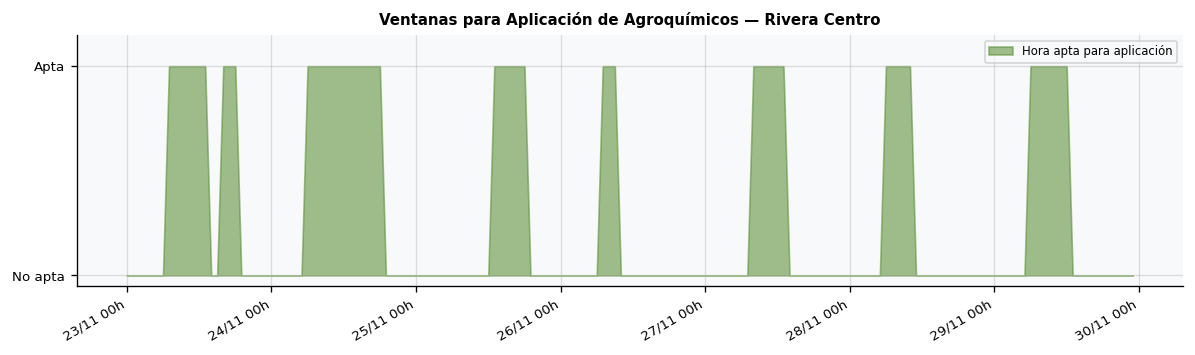 Ventanas para Aplicación de Agroquímicos — Rivera Centro
Hora apta para aplicación
Apta
No apta
23/11 00h
24/11 00h
25/11 00h
26/11 00h
27/11 00h
28/11 00h
29/11 00h
30/11 00h